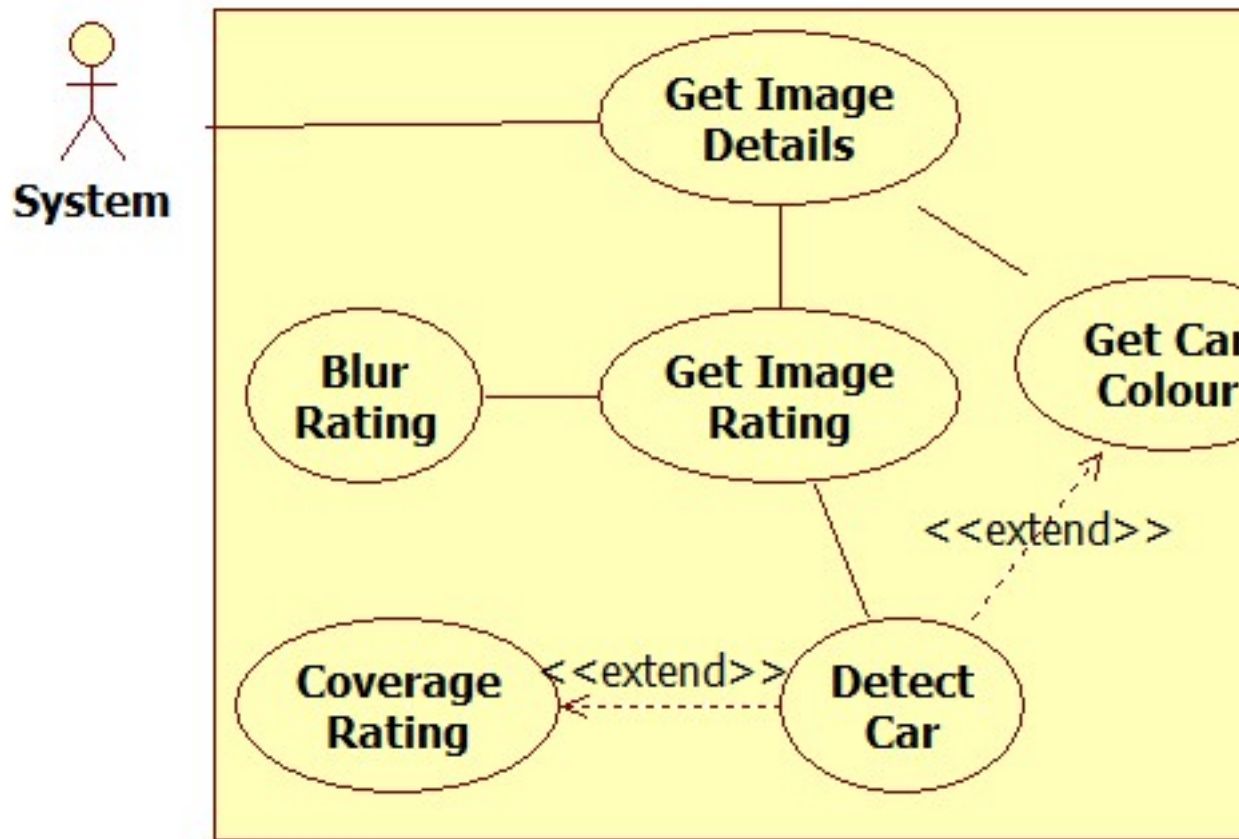 System
Get Image
Details
Blur
Rating
Get Image
Rating
Get Car
Colour
<<extend>>
Coverage
Rating
<<extend>>
Detect
Car